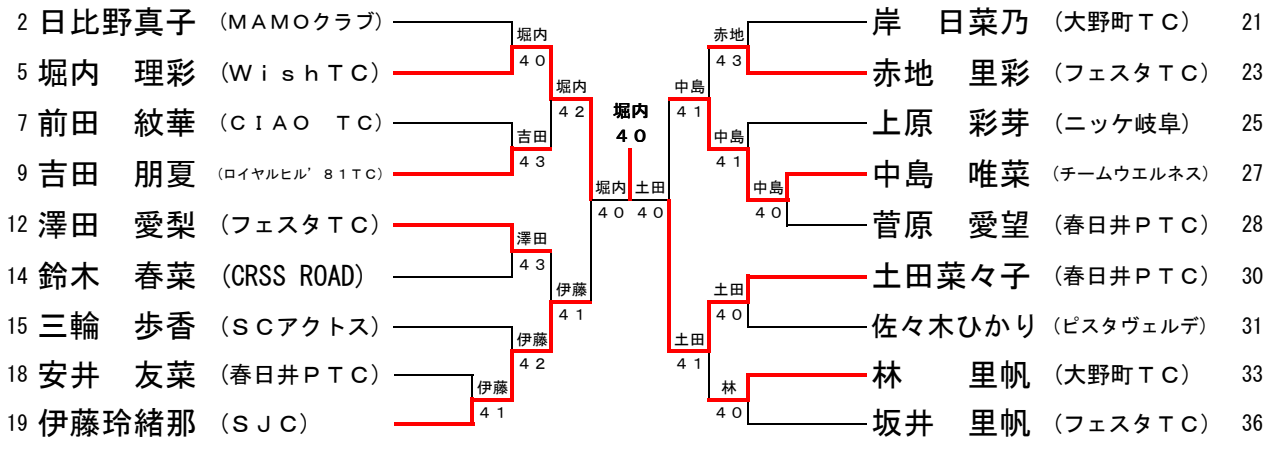 2 日比野真子 (MAMOクラブ)
5 堀内　理彩 (ＷｉｓｈＴＣ)
7 前田　紋華 (ＣＩＡＯ　ＴＣ)
9 吉田　朋夏 (ロイヤルヒル’８１ＴＣ)
12 澤田　愛梨 (フェスタＴＣ)
14 鈴木　春菜 (CRSS ROAD)
15 三輪　歩香 (ＳＣアクトス)
18 安井　友菜 (春日井ＰＴＣ)
19 伊藤玲緒那 (ＳＪＣ)
堀内
４０
吉田
４３
澤田
４３
伊藤
４１
伊藤
４２
堀内
４２
伊藤
４１
堀内
４０
堀内
４０
土田
４０
中島
４１
土田
４１
赤地
４３
中島
４１
中島
４０
土田
４０
林
４０
岸　日菜乃 (大野町ＴＣ) 21
赤地　里彩 (フェスタＴＣ) 23
上原　彩芽 (ニッケ岐阜) 25
中島　唯菜 (チームウエルネス) 27
菅原　愛望 (春日井ＰＴＣ) 28
土田菜々子 (春日井ＰＴＣ) 30
佐々木ひかり (ピスタヴェルデ) 31
林　　里帆 (大野町ＴＣ) 33
坂井　里帆 (フェスタＴＣ) 36